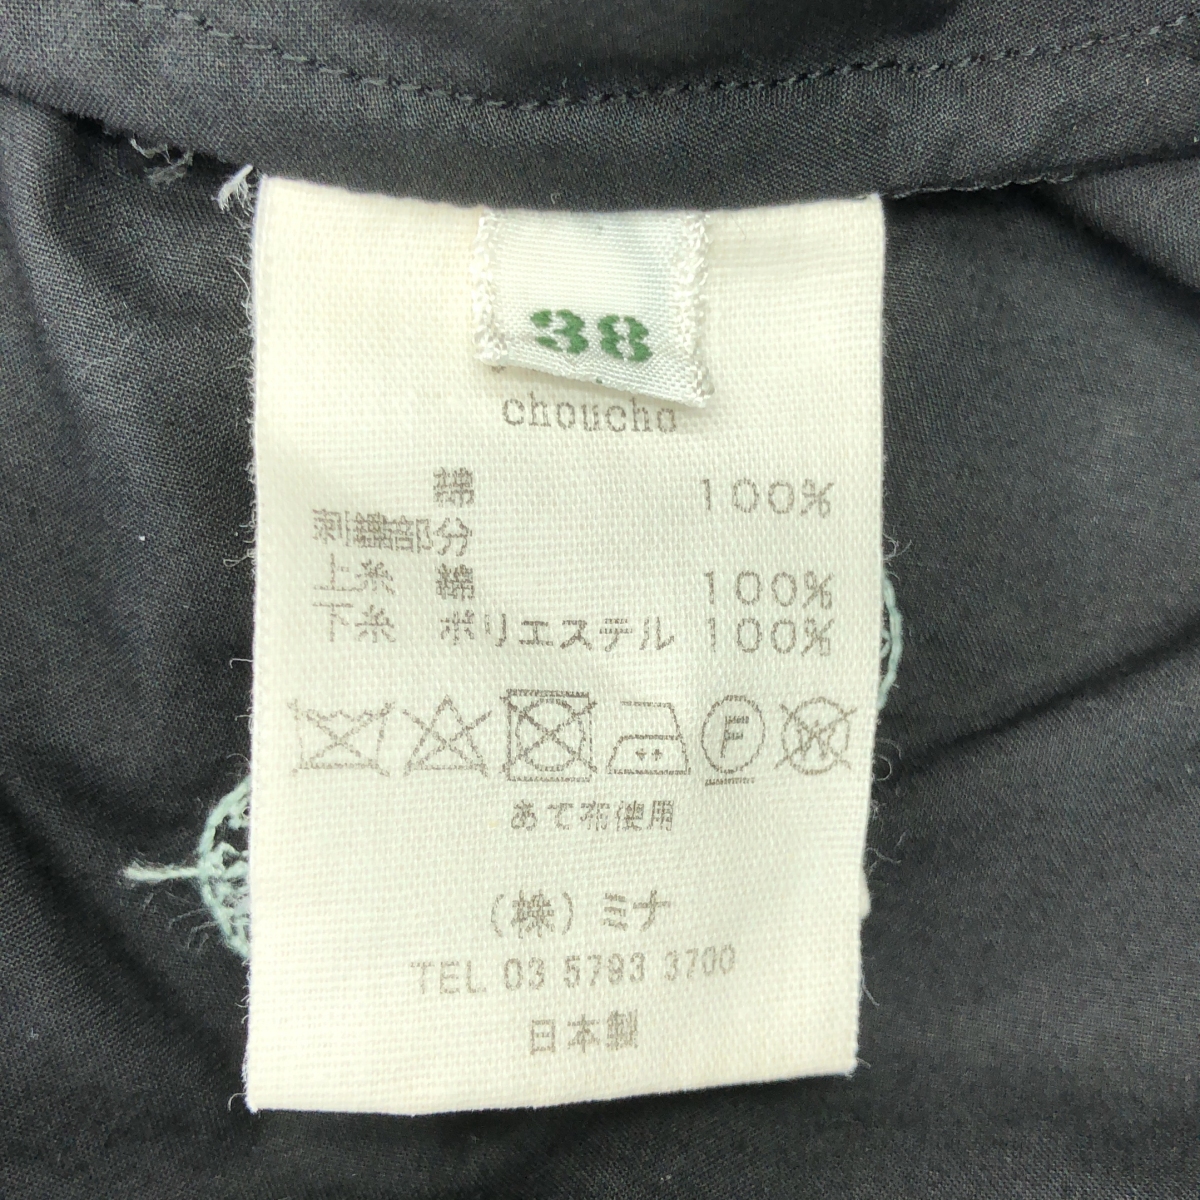 38
choucho
綿 100%
刺繍部分
上糸 綿 100%
下糸 ポリエステル 100%
F W
あて布使用
(株) ミナ
TEL 03 5793 3700
日本製